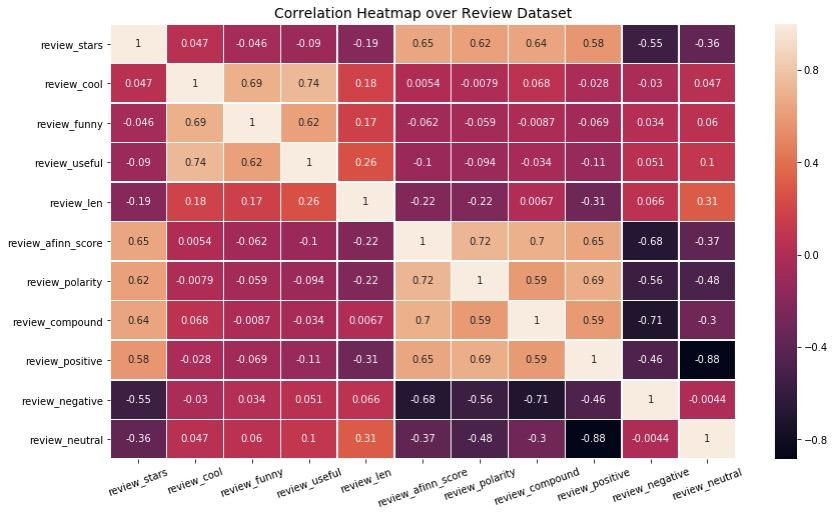 Correlation Heatmap over Review Dataset
review_stars 1 0.047 -0.046 -0.09 -0.19 0.65 0.62 0.64 0.58 -0.55 -0.36
review_cool 0.047 1 0.69 0.74 0.18 0.0054 -0.0079 0.068 -0.028 -0.03 0.047
review_funny -0.046 0.69 1 0.62 0.17 -0.062 -0.059 -0.0087 -0.069 0.034 0.06
review_useful -0.09 0.74 0.62 1 0.26 -0.1 -0.094 -0.034 -0.11 0.051 0.1
review_len -0.19 0.18 0.17 0.26 1 -0.22 -0.22 0.0067 -0.31 0.066 0.31
review_afinn_score 0.65 0.0054 -0.062 -0.1 -0.22 1 0.72 0.7 0.65 -0.68 -0.37
review_polarity 0.62 -0.0079 -0.059 -0.094 -0.22 0.72 1 0.59 0.69 -0.56 -0.48
review_compound 0.64 0.068 -0.0087 -0.034 0.0067 0.7 0.59 1 0.59 -0.71 -0.3
review_positive 0.58 -0.028 -0.069 -0.11 -0.31 0.65 0.69 0.59 1 -0.46 -0.88
review_negative -0.55 -0.03 0.034 0.051 0.066 -0.68 -0.56 -0.71 -0.46 1 -0.0044
review_neutral -0.36 0.047 0.06 0.1 0.31 -0.37 -0.48 -0.3 -0.88 -0.0044 1
review_stars review_cool review_funny review_useful review_len review_afinn_score review_polarity review_compound review_positive review_negative review_neutral
0.8
0.4
0.0
−0.4
−0.8